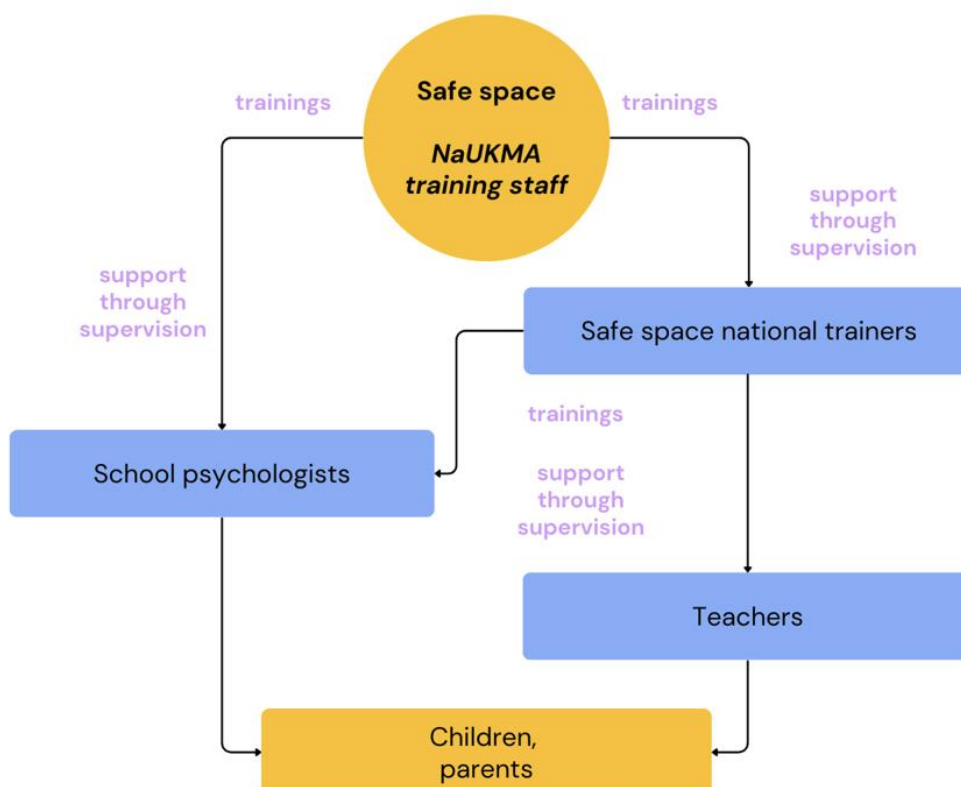 Safe space
NaUKMA
training staff
trainings
trainings
support
through
supervision
support
through
supervision
Safe space national trainers
trainings
support
through
supervision
School psychologists
Teachers
Children,
parents